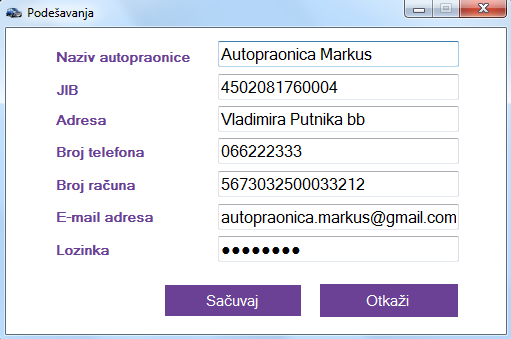 Podešavanja
Naziv autopraonice Autopraonica Markus
JIB 4502081760004
Adresa Vladimira Putnika bb
Broj telefona 066222333
Broj računa 5673032500033212
E-mail adresa autopraonica.markus@gmail.com
Lozinka ●●●●●●●●
Sačuvaj Otkaži